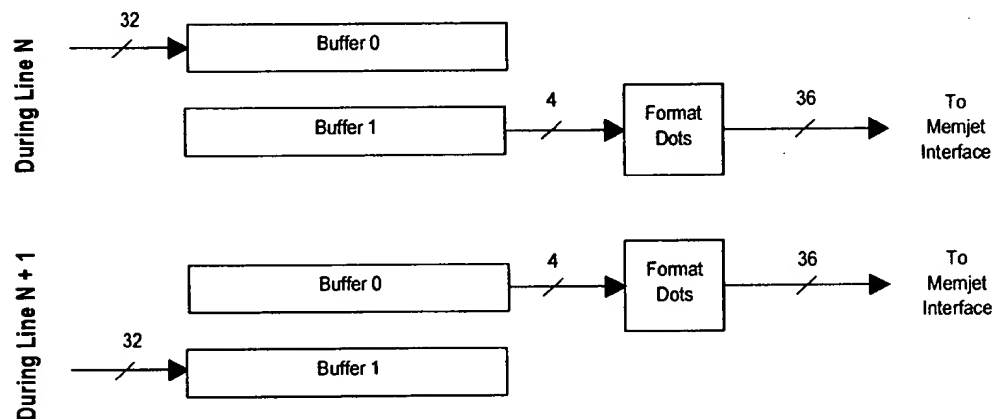 During Line N
32
Buffer 0
Buffer 1
4
Format
Dots
36
To
Memjet
Interface
During Line N + 1
Buffer 0
4
Format
Dots
36
To
Memjet
Interface
32
Buffer 1